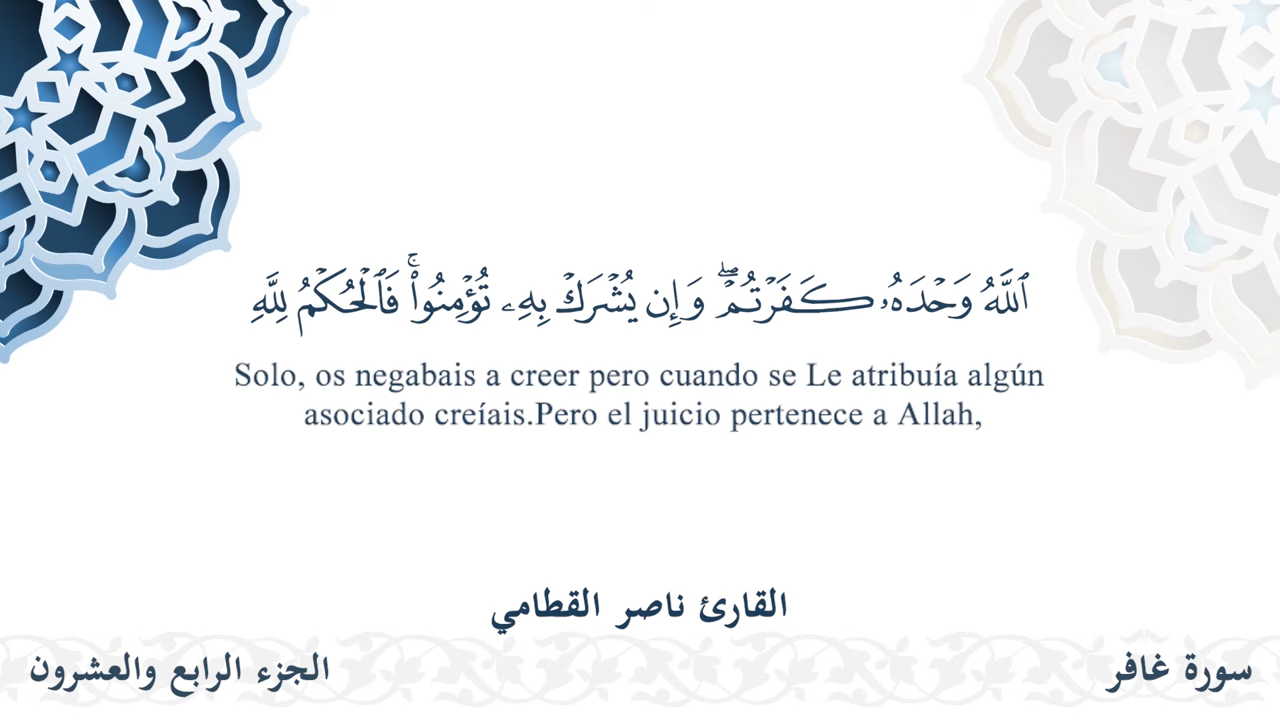 ٱللَّهُ وَحْدَهُۥ كَفَرْتُمْ ۖ وَإِن يُشْرَكْ بِهِۦ تُؤْمِنُوا۟ ۚ فَٱلْحُكْمُ لِلَّهِ
Solo, os negabais a creer pero cuando se Le atribuía algún
asociado creíais.Pero el juicio pertenece a Allah,
القارئ ناصر القطامي
سورة غافر
الجزء الرابع والعشرون